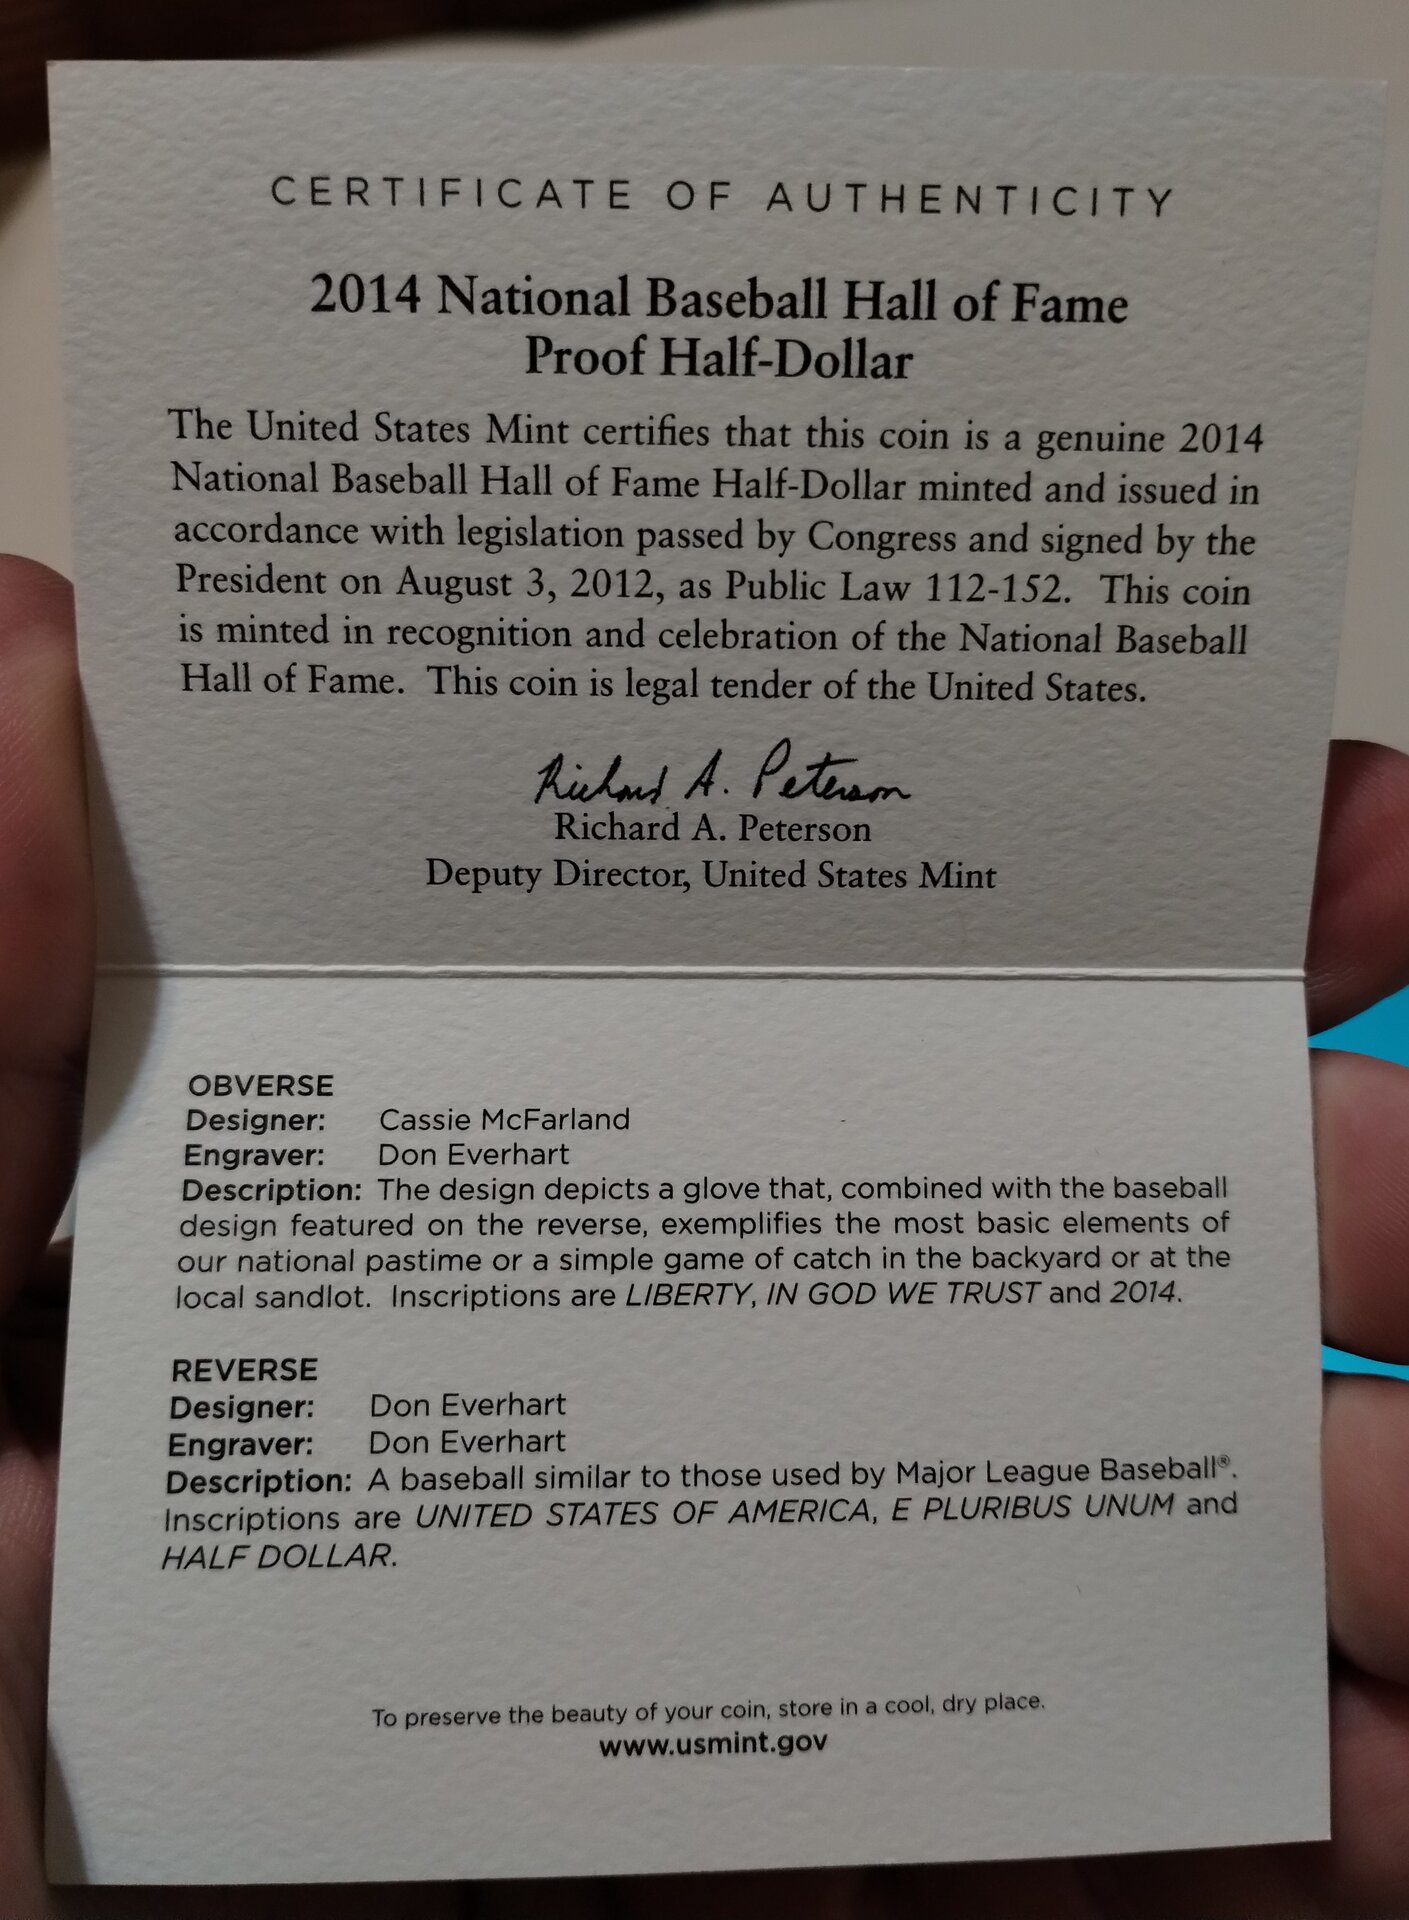 CERTIFICATE OF AUTHENTICITY
2014 National Baseball Hall of Fame
Proof Half-Dollar
The United States Mint certifies that this coin is a genuine 2014
National Baseball Hall of Fame Half-Dollar minted and issued in
accordance with legislation passed by Congress and signed by the
President on August 3, 2012, as Public Law 112-152. This coin
is minted in recognition and celebration of the National Baseball
Hall of Fame. This coin is legal tender of the United States.
Richard A. Peterson
Richard A. Peterson
Deputy Director, United States Mint
OBVERSE
Designer: Cassie McFarland
Engraver: Don Everhart
Description: The design depicts a glove that, combined with the baseball
design featured on the reverse, exemplifies the most basic elements of
our national pastime or a simple game of catch in the backyard or at the
local sandlot. Inscriptions are LIBERTY, IN GOD WE TRUST and 2014.
REVERSE
Designer: Don Everhart
Engraver: Don Everhart
Description: A baseball similar to those used by Major League Baseball®.
Inscriptions are UNITED STATES OF AMERICA, E PLURIBUS UNUM and
HALF DOLLAR.
To preserve the beauty of your coin, store in a cool, dry place.
www.usmint.gov